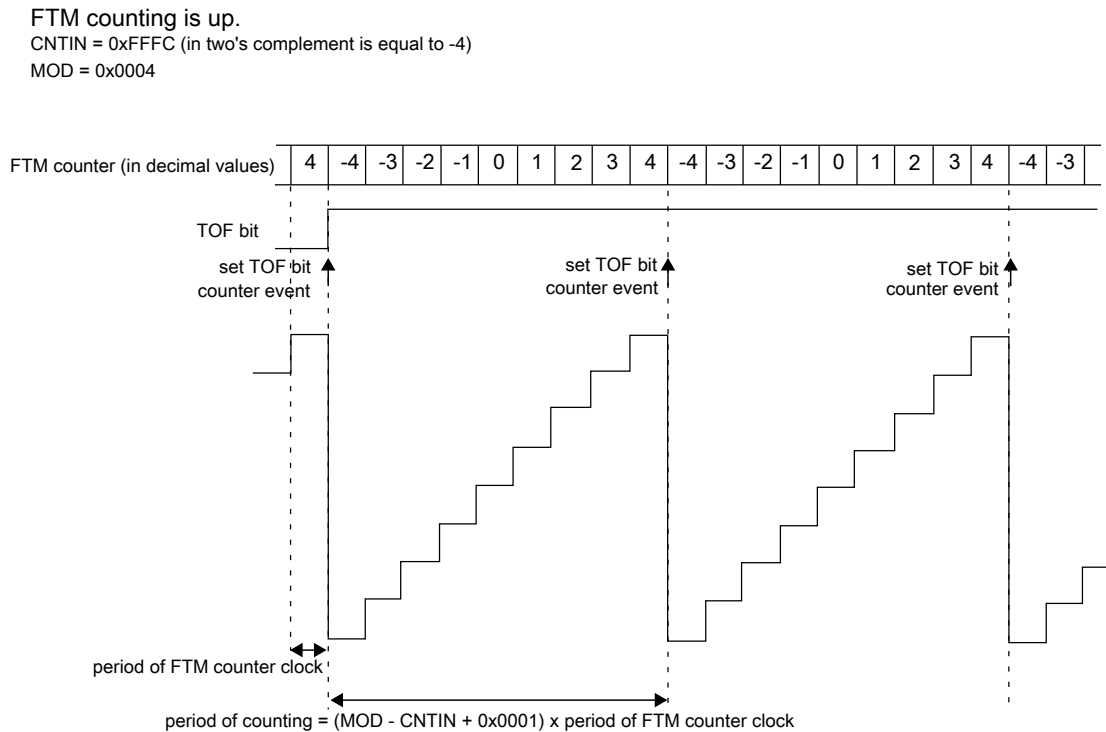 FTM counting is up.
CNTIN = 0xFFFC (in two's complement is equal to -4)
MOD = 0x0004
FTM counter (in decimal values) 4 -4 -3 -2 -1 0 1 2 3 4 -4 -3 -2 -1 0 1 2 3 4 -4 -3
TOF bit
set TOF bit set TOF bit set TOF bit
counter event counter event counter event
period of FTM counter clock
period of counting = (MOD - CNTIN + 0x0001) x period of FTM counter clock